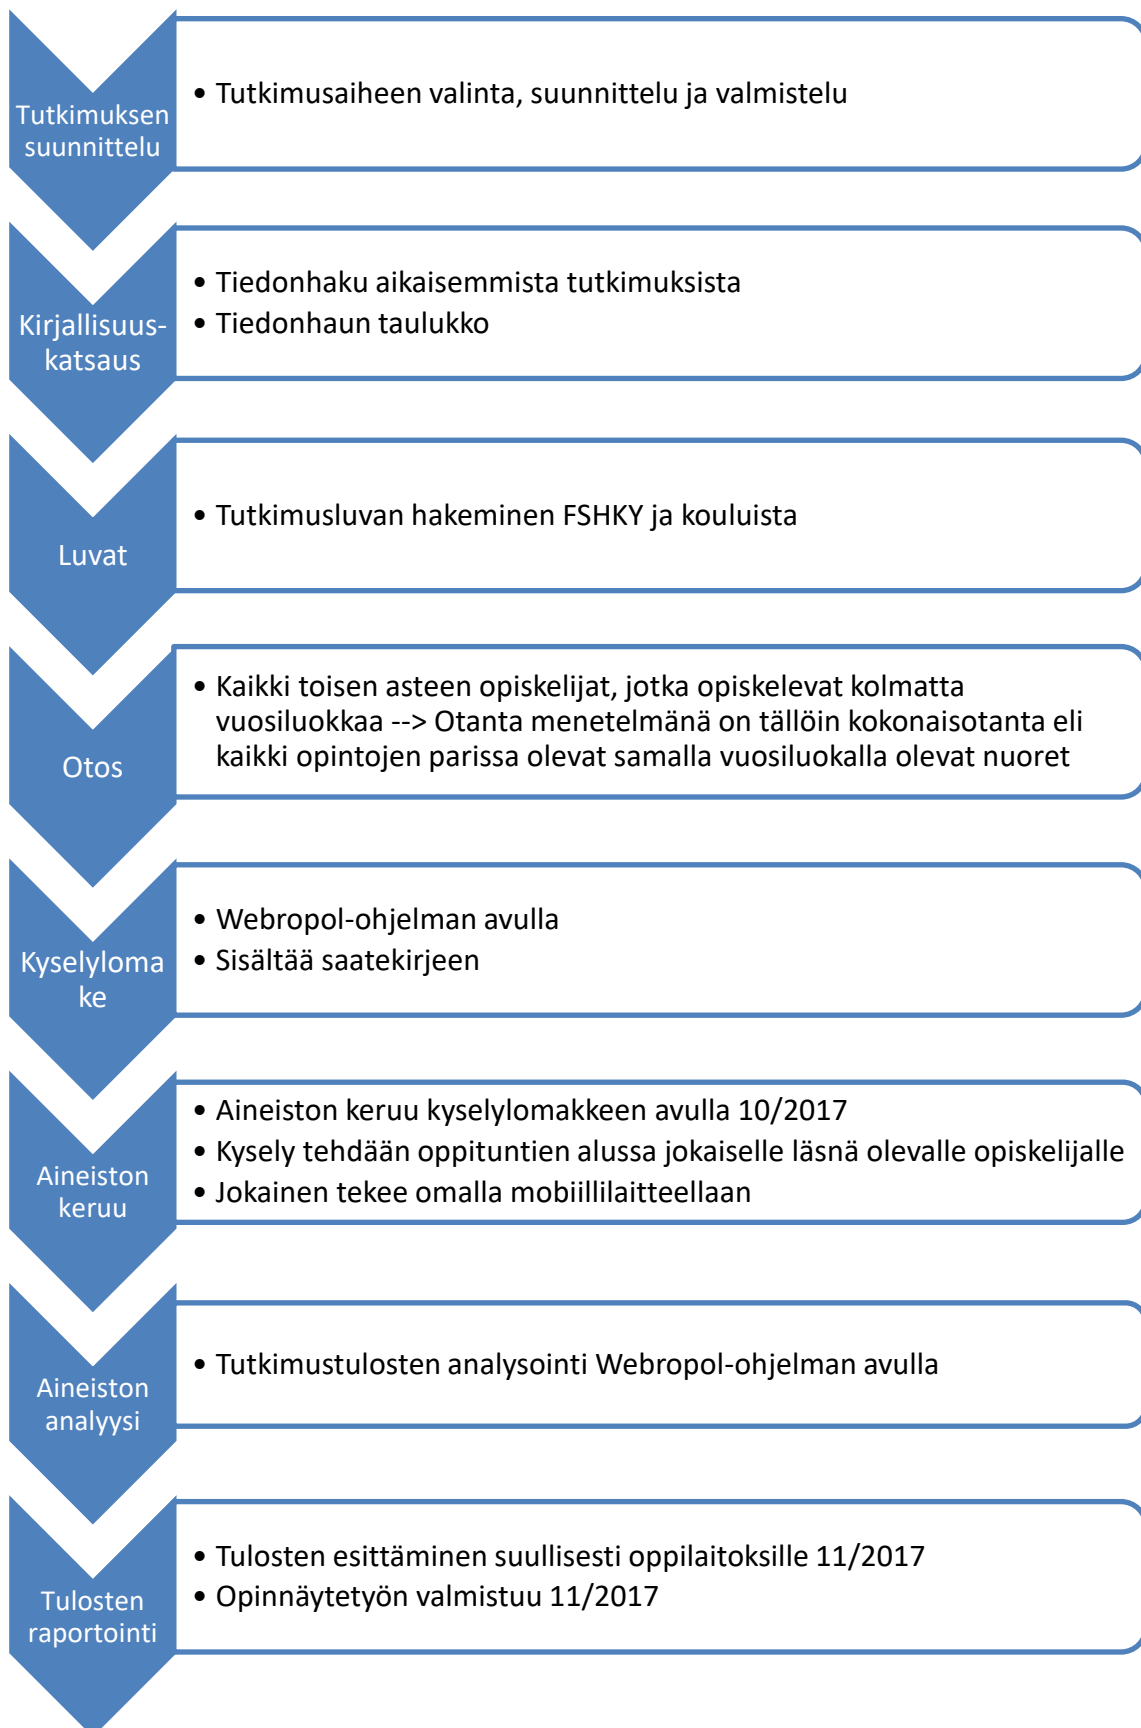 Tutkimuksen
suunnittelu
• Tutkimusaiheen valinta, suunnittelu ja valmistelu
Kirjallisuus-
katsaus
• Tiedonhaku aikaisemmista tutkimuksista
• Tiedonhaun taulukko
Luvat
• Tutkimusluvan hakeminen FSHKY ja kouluista
Otos
• Kaikki toisen asteen opiskelijat, jotka opiskelevat kolmatta
vuosiluokkaa --> Otanta menetelmänä on tällöin kokonaisotanta eli
kaikki opintojen parissa olevat samalla vuosiluokalla olevat nuoret
Kyselyloma
ke
• Webropol-ohjelman avulla
• Sisältää saatekirjeen
Aineiston
keruu
• Aineiston keruu kyselylomakkeen avulla 10/2017
• Kysely tehdään oppituntien alussa jokaiselle läsnä olevalle opiskelijalle
• Jokainen tekee omalla mobiillilaitteellaan
Aineiston
analyysi
• Tutkimustulosten analysointi Webropol-ohjelman avulla
Tulosten
raportointi
• Tulosten esittäminen suullisesti oppilaitoksille 11/2017
• Opinnäytetyön valmistuu 11/2017